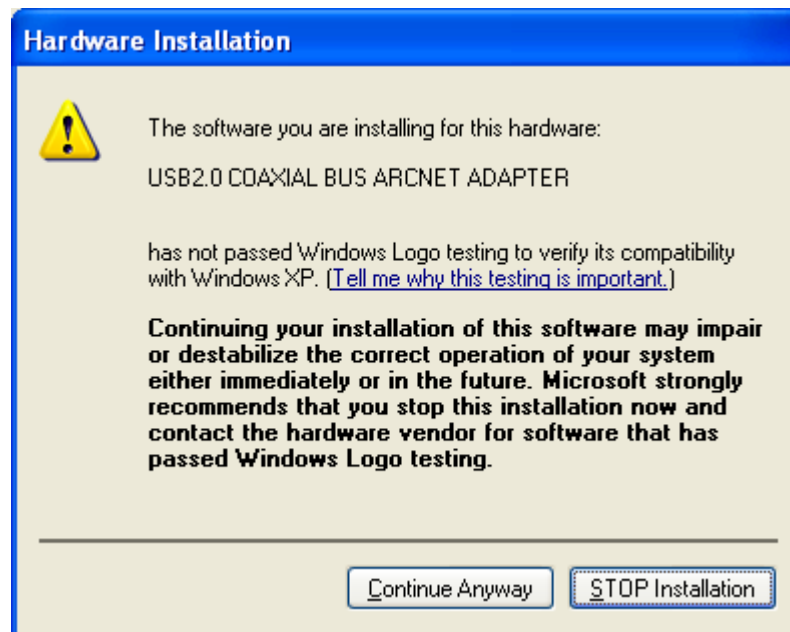 Hardware Installation
The software you are installing for this hardware:
USB2.0 COAXIAL BUS ARCNET ADAPTER
has not passed Windows Logo testing to verify its compatibility
with Windows XP. (Tell me why this testing is important.)
Continuing your installation of this software may impair
or destabilize the correct operation of your system
either immediately or in the future. Microsoft strongly
recommends that you stop this installation now and
contact the hardware vendor for software that has
passed Windows Logo testing.
Continue Anyway
STOP Installation